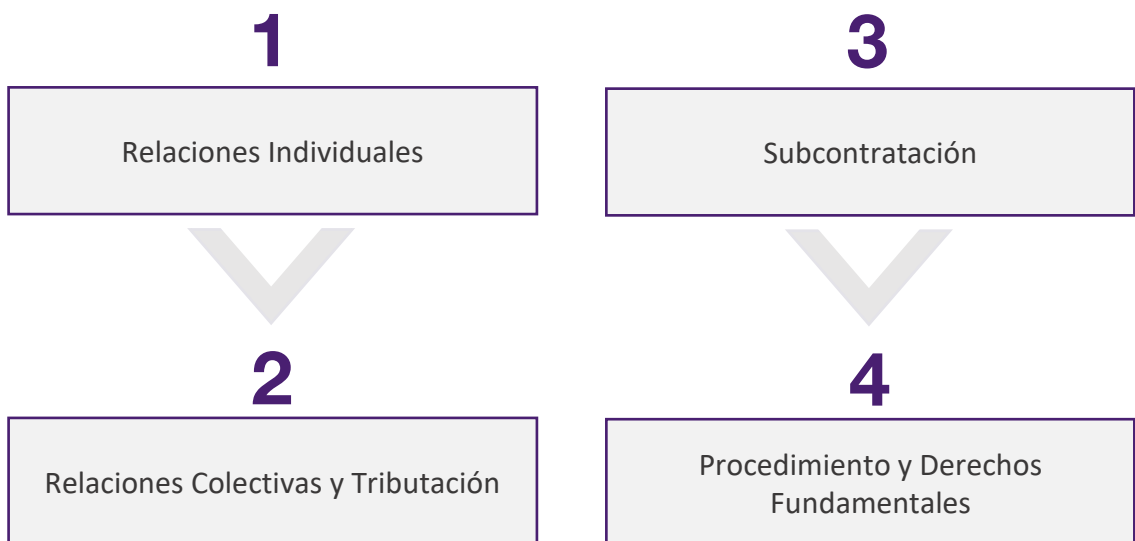 1
Relaciones Individuales
2
Relaciones Colectivas y Tributación
3
Subcontratación
4
Procedimiento y Derechos
Fundamentales